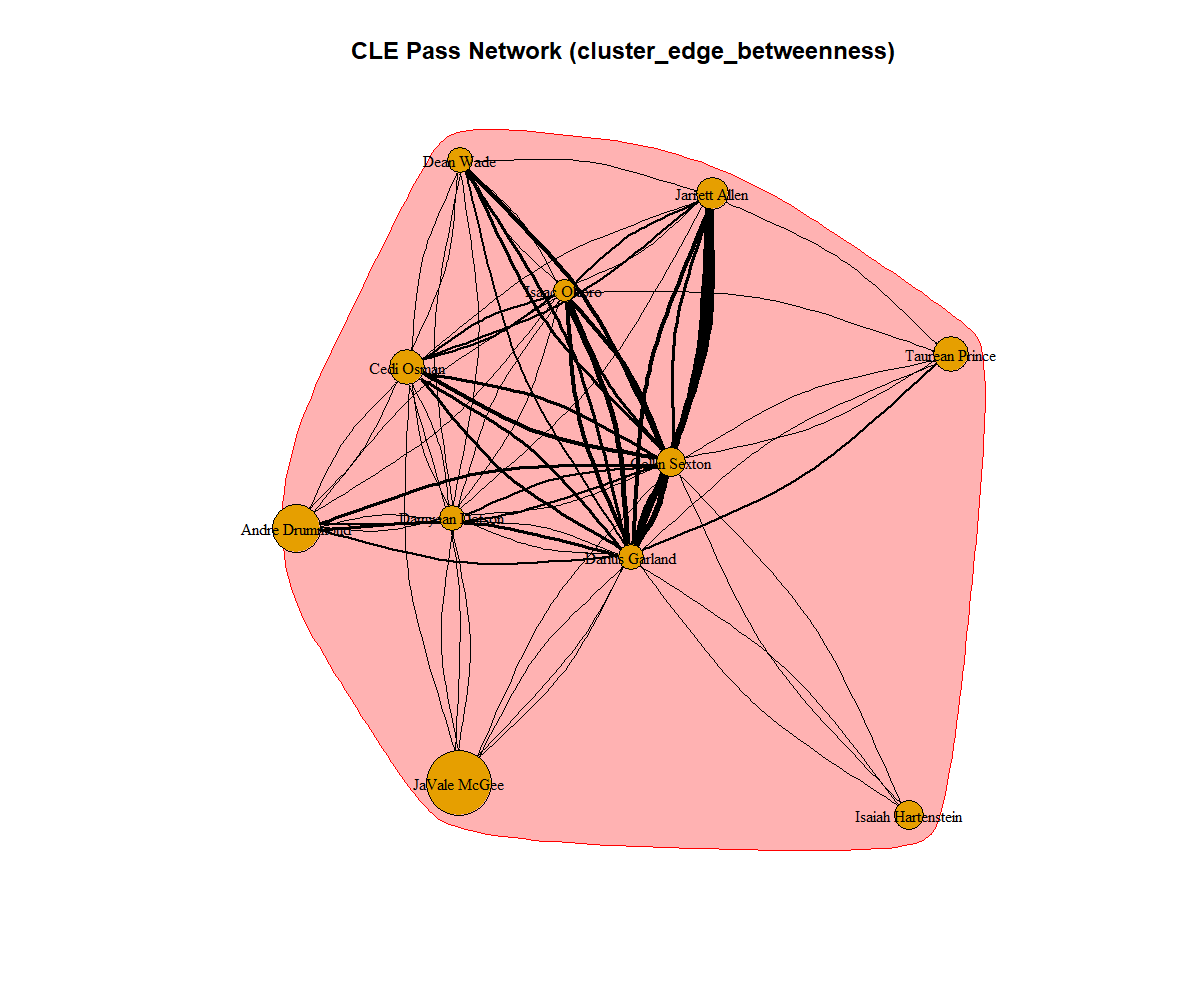 CLE Pass Network (cluster_edge_betweenness)
Dean Wade
Jarrett Allen
Isaac Okoro
Taurean Prince
Cedi Osman
Collin Sexton
Damyean Dotson
Andre Drummond
Darius Garland
JaVale McGee
Isaiah Hartenstein